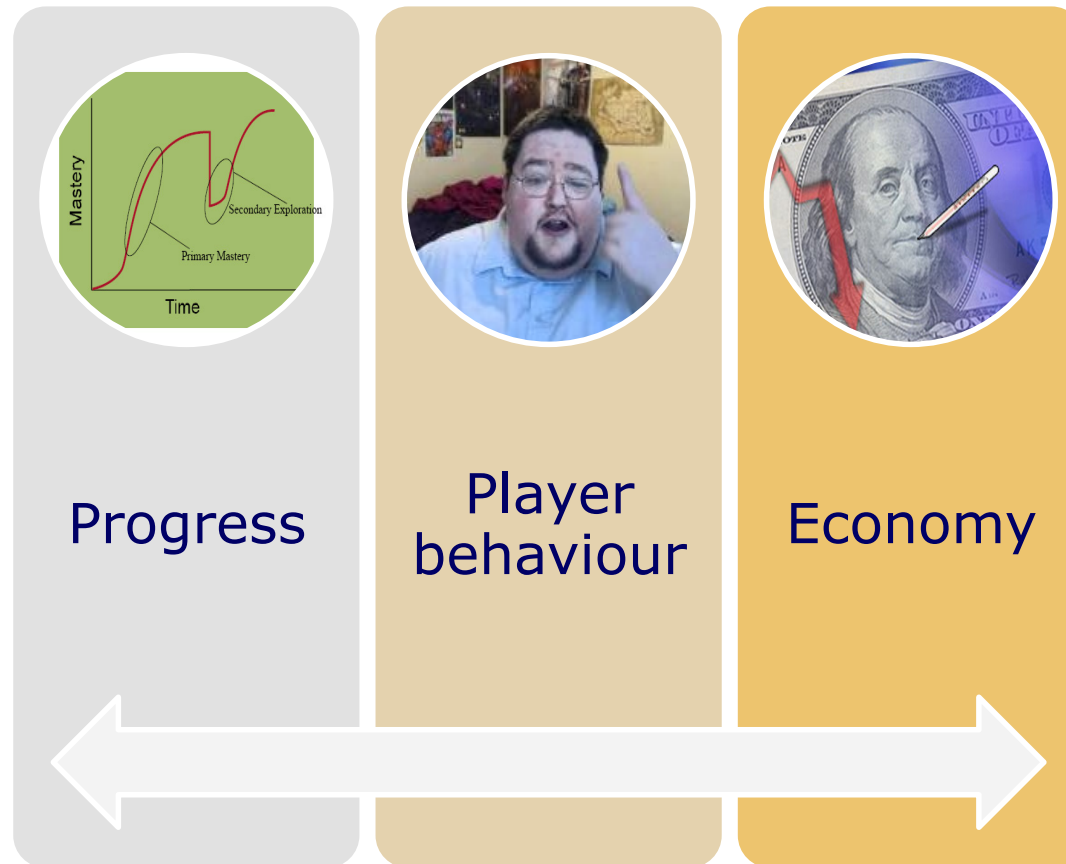 Mastery
Secondary Exploration
Primary Mastery
Time
Progress
Player
behaviour
Economy